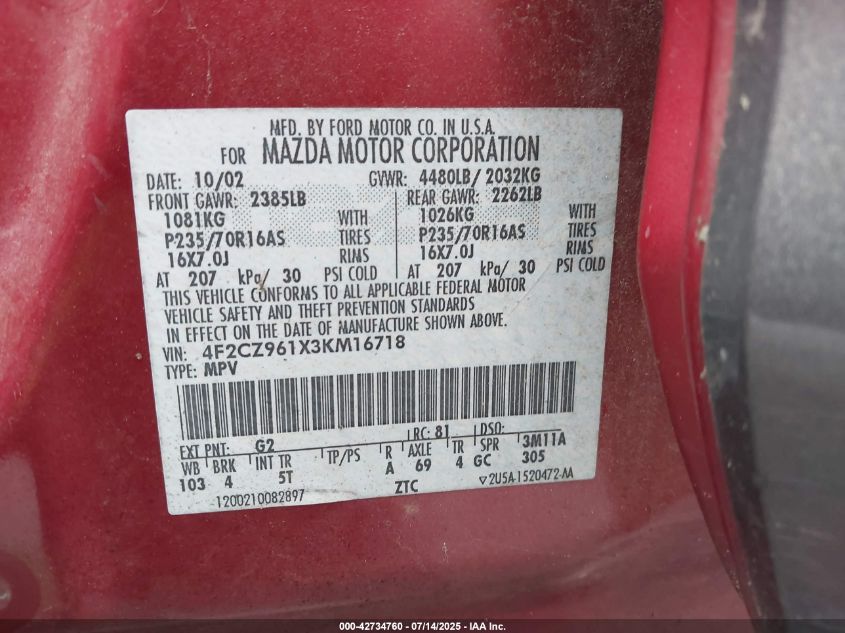 MFD. BY FORD MOTOR CO. IN U.S.A.
FOR MAZDA MOTOR CORPORATION
DATE: 10/02 GVWR: 4480LB/ 2032KG
FRONT GAWR: 2385LB REAR GAWR: 2262LB
1081KG WITH 1026KG WITH
P235/70R16AS TIRES P235/70R16AS TIRES
16X7.0J RIMS 16X7.0J RIMS
AT 207 kPa/ 30 PSI COLD AT 207 kPa/ 30 PSI COLD
THIS VEHICLE CONFORMS TO ALL APPLICABLE FEDERAL MOTOR
VEHICLE SAFETY AND THEFT PREVENTION STANDARDS
IN EFFECT ON THE DATE OF MANUFACTURE SHOWN ABOVE.
VIN: 4F2CZ961X3KM16718
TYPE: MPV
EXT PNT: G2 RC: 81 DSO:
WB BRK INT TR TP/PS R AXLE TR SPR 3M11A
103 4 5T A 69 4 GC 305
1200210082897 ZTC ▽2U5A-1520472-AA
000-42734760 - 07/14/2025 - IAA Inc.